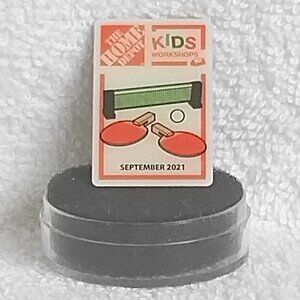 THE
HOME
DEPOT
KIDS
WORKSHOPS
SEPTEMBER 2021